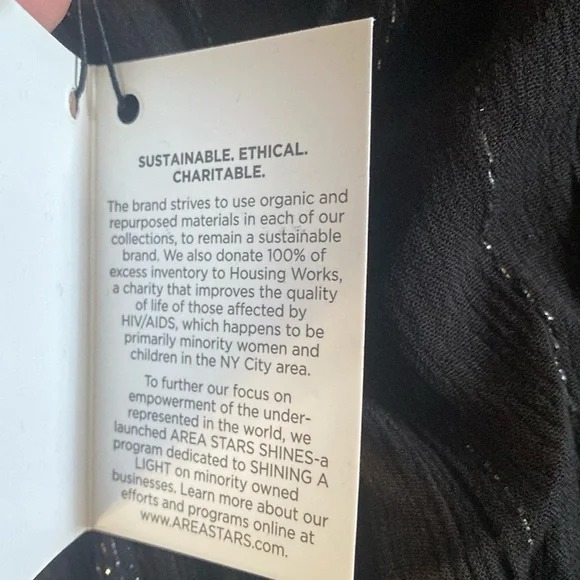 SUSTAINABLE. ETHICAL.
CHARITABLE.
The brand strives to use organic and
repurposed materials in each of our
collections, to remain a sustainable
brand. We also donate 100% of
excess inventory to Housing Works,
a charity that improves the quality
of life of those affected by
HIV/AIDS, which happens to be
primarily minority women and
children in the NY City area.
To further our focus on
empowerment of the under-
represented in the world, we
launched AREA STARS SHINES-a
program dedicated to SHINING A
LIGHT on minority owned
businesses. Learn more about our
efforts and programs online at
www.AREASTARS.com.